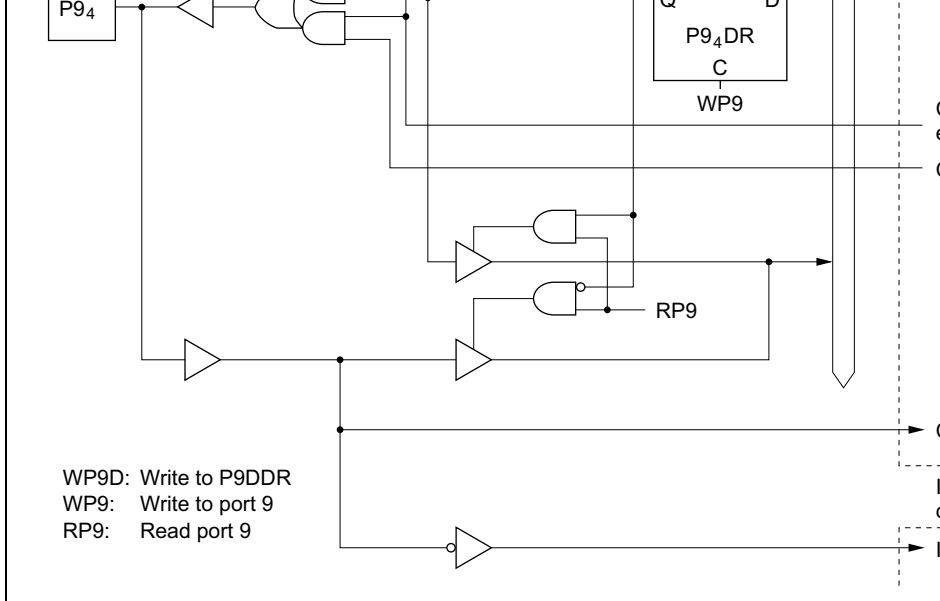 P9₄
Q D
P9₄DR
C
WP9
RP9
WP9D: Write to P9DDR
WP9: Write to port 9
RP9: Read port 9